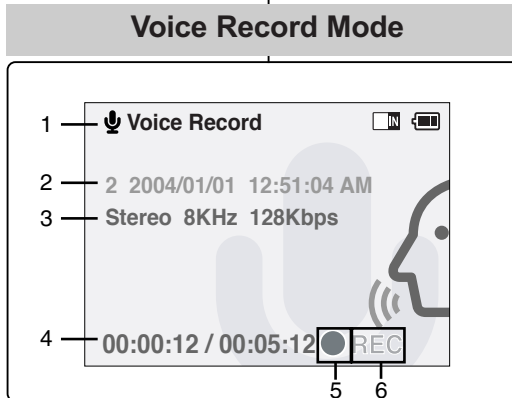 Voice Record Mode
1 Voice Record IN
2 2 2004/01/01 12:51:04 AM
3 Stereo 8KHz 128Kbps
4 00:00:12 / 00:05:12 REC
5 6